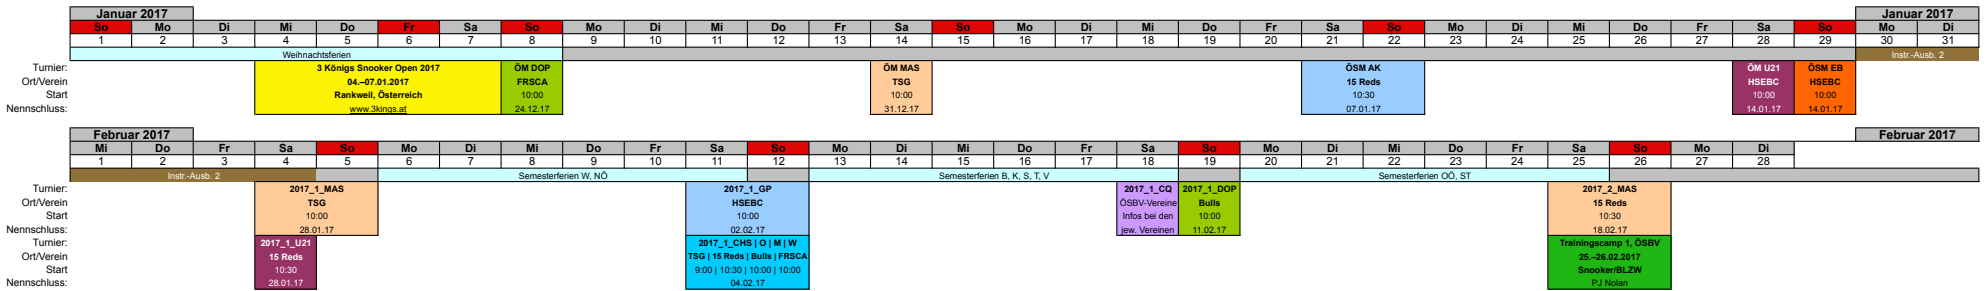 Januar 2017 Januar 2017
So Mo Di Mi Do Fr Sa So Mo Di Mi Do Fr Sa So Mo Di Mi Do Fr Sa So Mo Di Mi Do Fr Sa So Mo Di
1 2 3 4 5 6 7 8 9 10 11 12 13 14 15 16 17 18 19 20 21 22 23 24 25 26 27 28 29 30 31
Weihnachtsferien Instr.-Ausb. 2
Turnier: 3 Königs Snooker Open 2017 ÖM DOP ÖM MAS ÖSM AK ÖM U21 ÖSM EB
Ort/Verein 04.–07.01.2017 FRSCA TSG 15 Reds HSEBC HSEBC
Start Rankweil, Österreich 10:00 10:00 10:30 10:00 10:00
Nennschluss: www.3kings.at 24.12.17 31.12.17 07.01.17 14.01.17 14.01.17
Februar 2017 Februar 2017
Mi Do Fr Sa So Mo Di Mi Do Fr Sa So Mo Di Mi Do Fr Sa So Mo Di Mi Do Fr Sa So Mo Di
1 2 3 4 5 6 7 8 9 10 11 12 13 14 15 16 17 18 19 20 21 22 23 24 25 26 27 28
Instr.-Ausb. 2 Semesterferien W, NÖ Semesterferien B, K, S, T, V Semesterferien OÖ, ST
Turnier: 2017_1_MAS 2017_1_GP 2017_1_CQ 2017_1_DOP 2017_2_MAS
Ort/Verein TSG HSEBC ÖSBV-Vereine Bulls 15 Reds
Start 10:00 10:00 Infos bei den 10:00 10:30
Nennschluss: 28.01.17 02.02.17 jew. Vereinen 11.02.17 18.02.17
Turnier: 2017_1_U21 2017_1_CHS | O | M | W Trainingscamp 1, ÖSBV
Ort/Verein 15 Reds TSG | 15 Reds | Bulls | FRSCA 25.–26.02.2017
Start 10:30 9:00 | 10:30 | 10:00 | 10:00 Snooker/BLZW
Nennschluss: 28.01.17 04.02.17 PJ Nolan